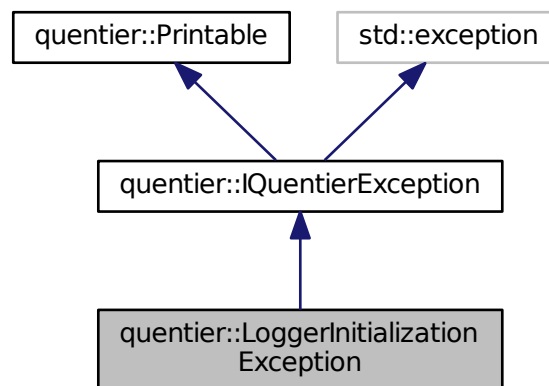 quentier::Printable
std::exception
quentier::IQuentierException
quentier::LoggerInitialization
Exception